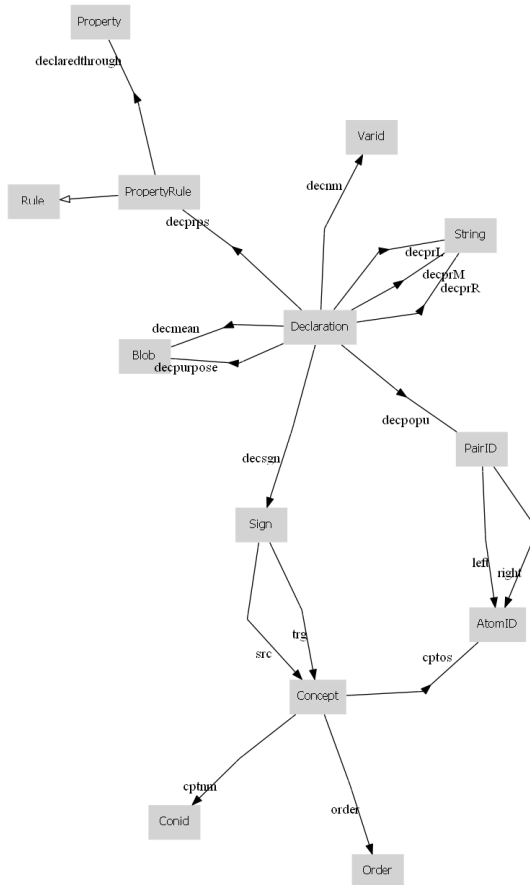 Property
declaredthrough
Varid
decnm
PropertyRule
Rule
decprps
String
decprL
decprM
decprR
Declaration
decmean
Blob
decpurpose
decpopu
PairID
decsgn
Sign
left
right
AtomID
src
trg
cptos
Concept
cptnm
order
Conid
Order